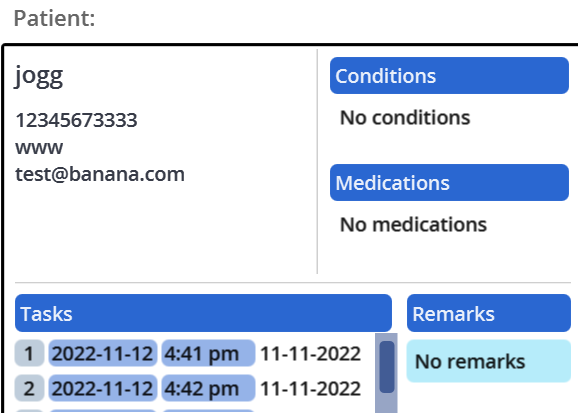 Patient:
jogg
12345673333
www
test@banana.com
Conditions
No conditions
Medications
No medications
Tasks
1 2022-11-12 4:41 pm 11-11-2022
2 2022-11-12 4:42 pm 11-11-2022
Remarks
No remarks